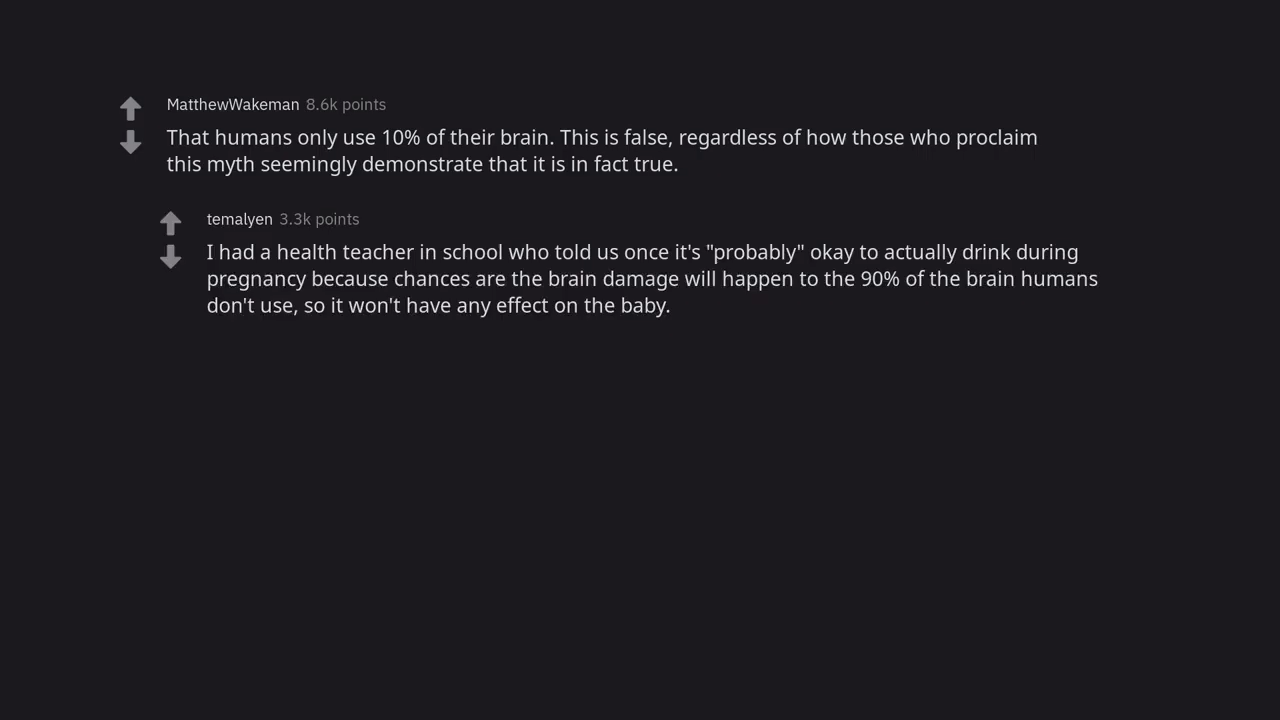 MatthewWakeman 8.6k points
That humans only use 10% of their brain. This is false, regardless of how those who proclaim
this myth seemingly demonstrate that it is in fact true.
temalyen 3.3k points
I had a health teacher in school who told us once it's "probably" okay to actually drink during
pregnancy because chances are the brain damage will happen to the 90% of the brain humans
don't use, so it won't have any effect on the baby.